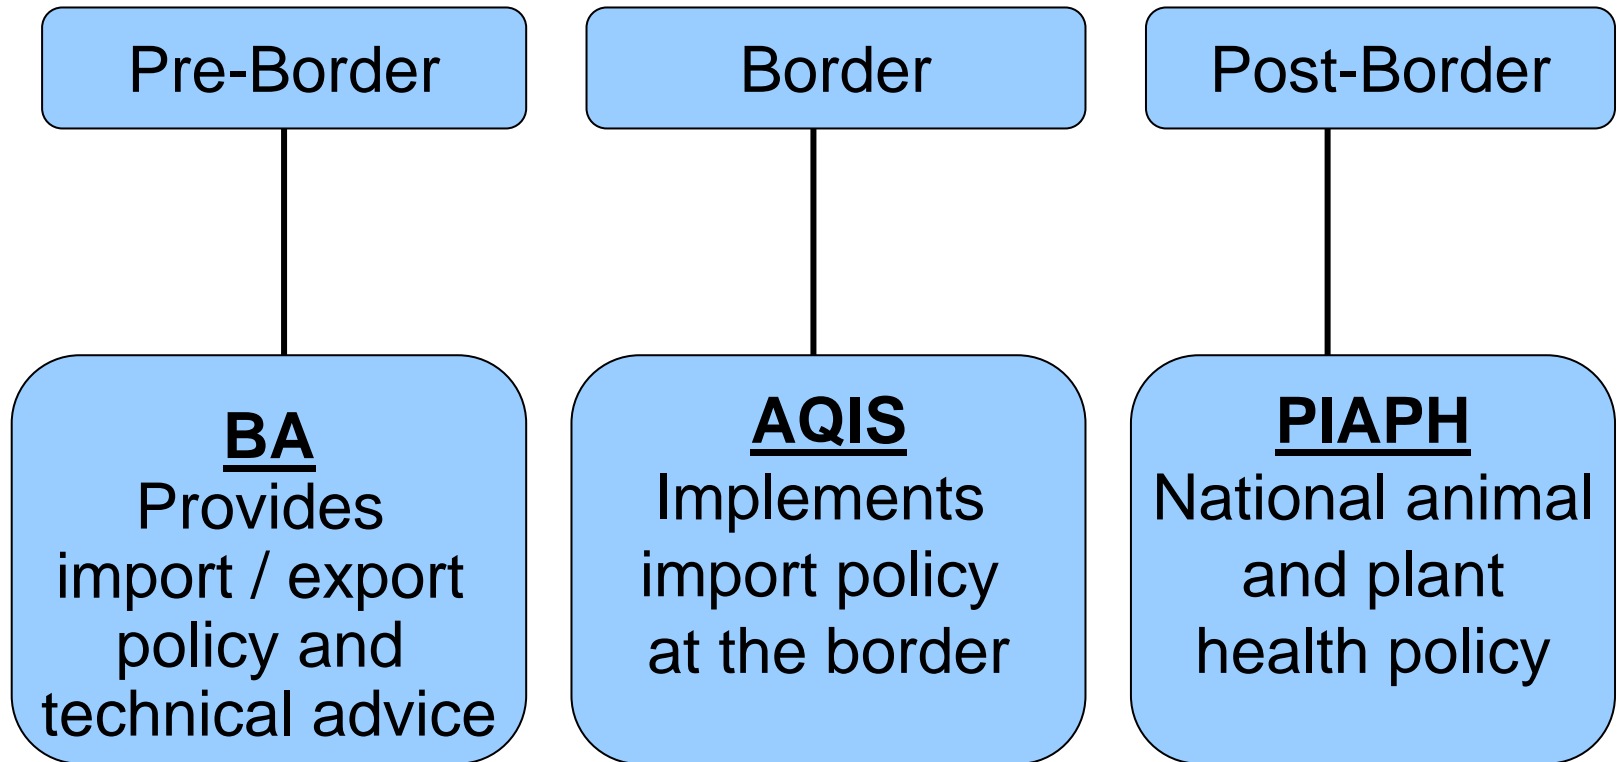 Pre-Border
Border
Post-Border
BA
Provides
import / export
policy and
technical advice
AQIS
Implements
import policy
at the border
PIAPH
National animal
and plant
health policy